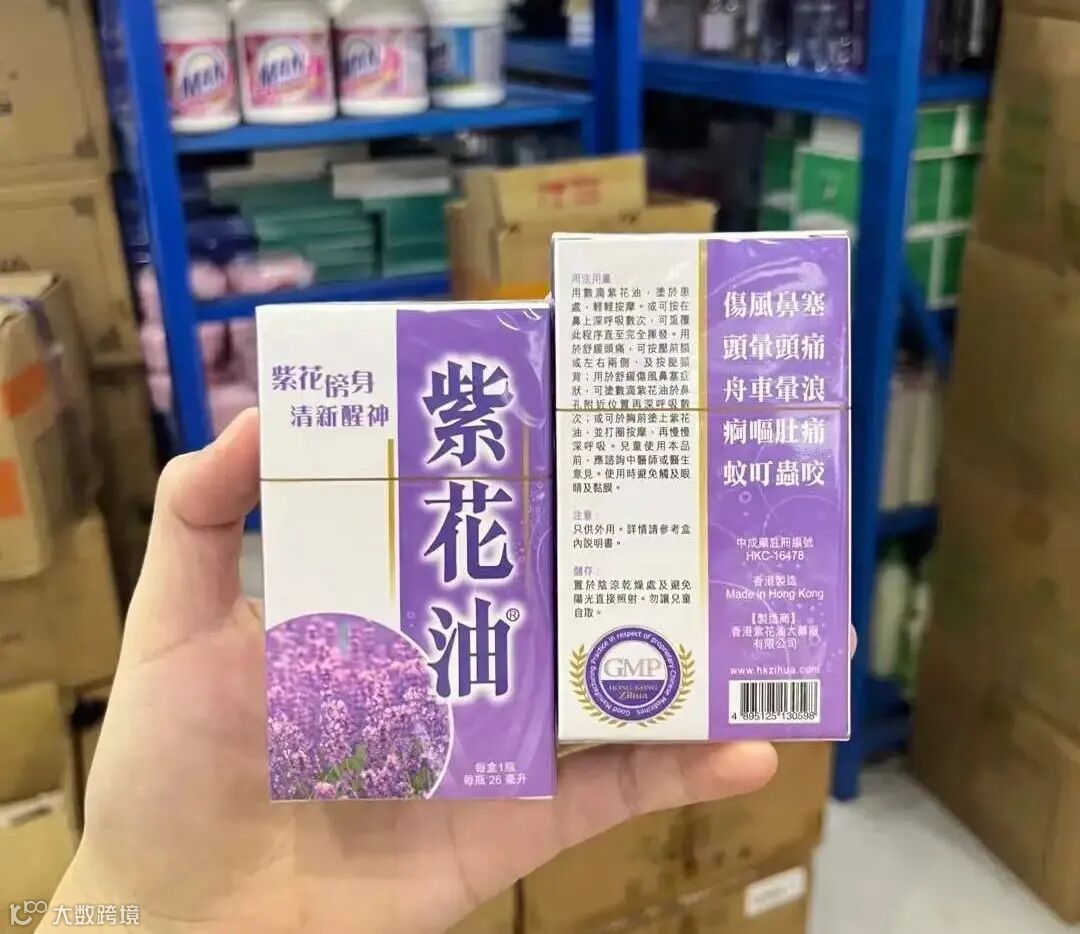 紫花傍身
清新醒神
紫花油®
每盒1瓶
每瓶26毫升
用法用量:
用數滴紫花油，塗於患
處，輕輕按摩。或可按在
鼻上深呼吸數次，可重覆
此程序直至完全揮發。用
於舒緩頭痛，可按壓前額
或左右兩側，及按壓頸
背；用於舒緩傷風鼻塞症
狀，可塗數滴紫花油於鼻
孔附近位置再深呼吸數
次；或可於胸前塗上紫花
油，並打圈按摩，再慢慢
深呼吸。兒童使用本品
前，應諮詢中醫師或醫生
意見。使用時避免觸及眼
睛及黏膜。
注意:
只供外用。詳情請參考盒
內說明書。
儲存:
置於陰涼乾燥處及避免
陽光直接照射。勿讓兒童
自取。
Good Manufacturing Practice in respect of proprietary Chinese Medicines
GMP
HONG KONG
Zihua
傷風鼻塞
頭暈頭痛
舟車暈浪
痾嘔肚痛
蚊叮蟲咬
中成藥註冊編號
HKC-16478
香港製造
Made in Hong Kong
【製造商】
香港紫花油大藥廠
有限公司
www.hkzihua.com
4 895125 130598
大数跨境